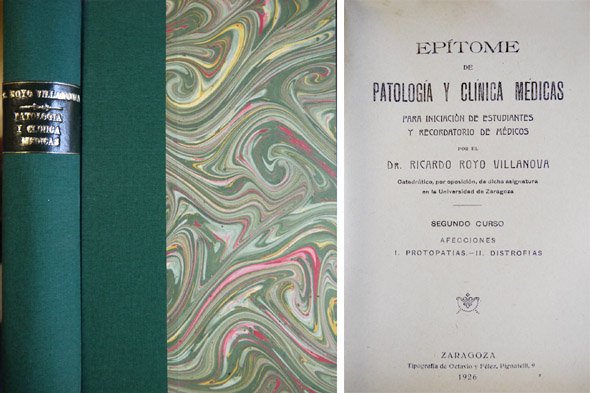 R. ROYO VILLANOVA
PATOLOGIA
I CLINICA
MEDICAS
EPÍTOME
DE
PATOLOGÍA Y CLÍNICA MÉDICAS
PARA INICIACIÓN DE ESTUDIANTES
Y RECORDATORIO DE MÉDICOS
POR EL
DR. RICARDO ROYO VILLANOVA
Catedrático, por oposición, de dicha asignatura
en la Universidad de Zaragoza
SEGUNDO CURSO
AFECCIONES
I. PROTOPATIAS.—II. DISTROFIAS
ZARAGOZA
Tipografía de Octavio y Félez, Pignatelli, 9
1926